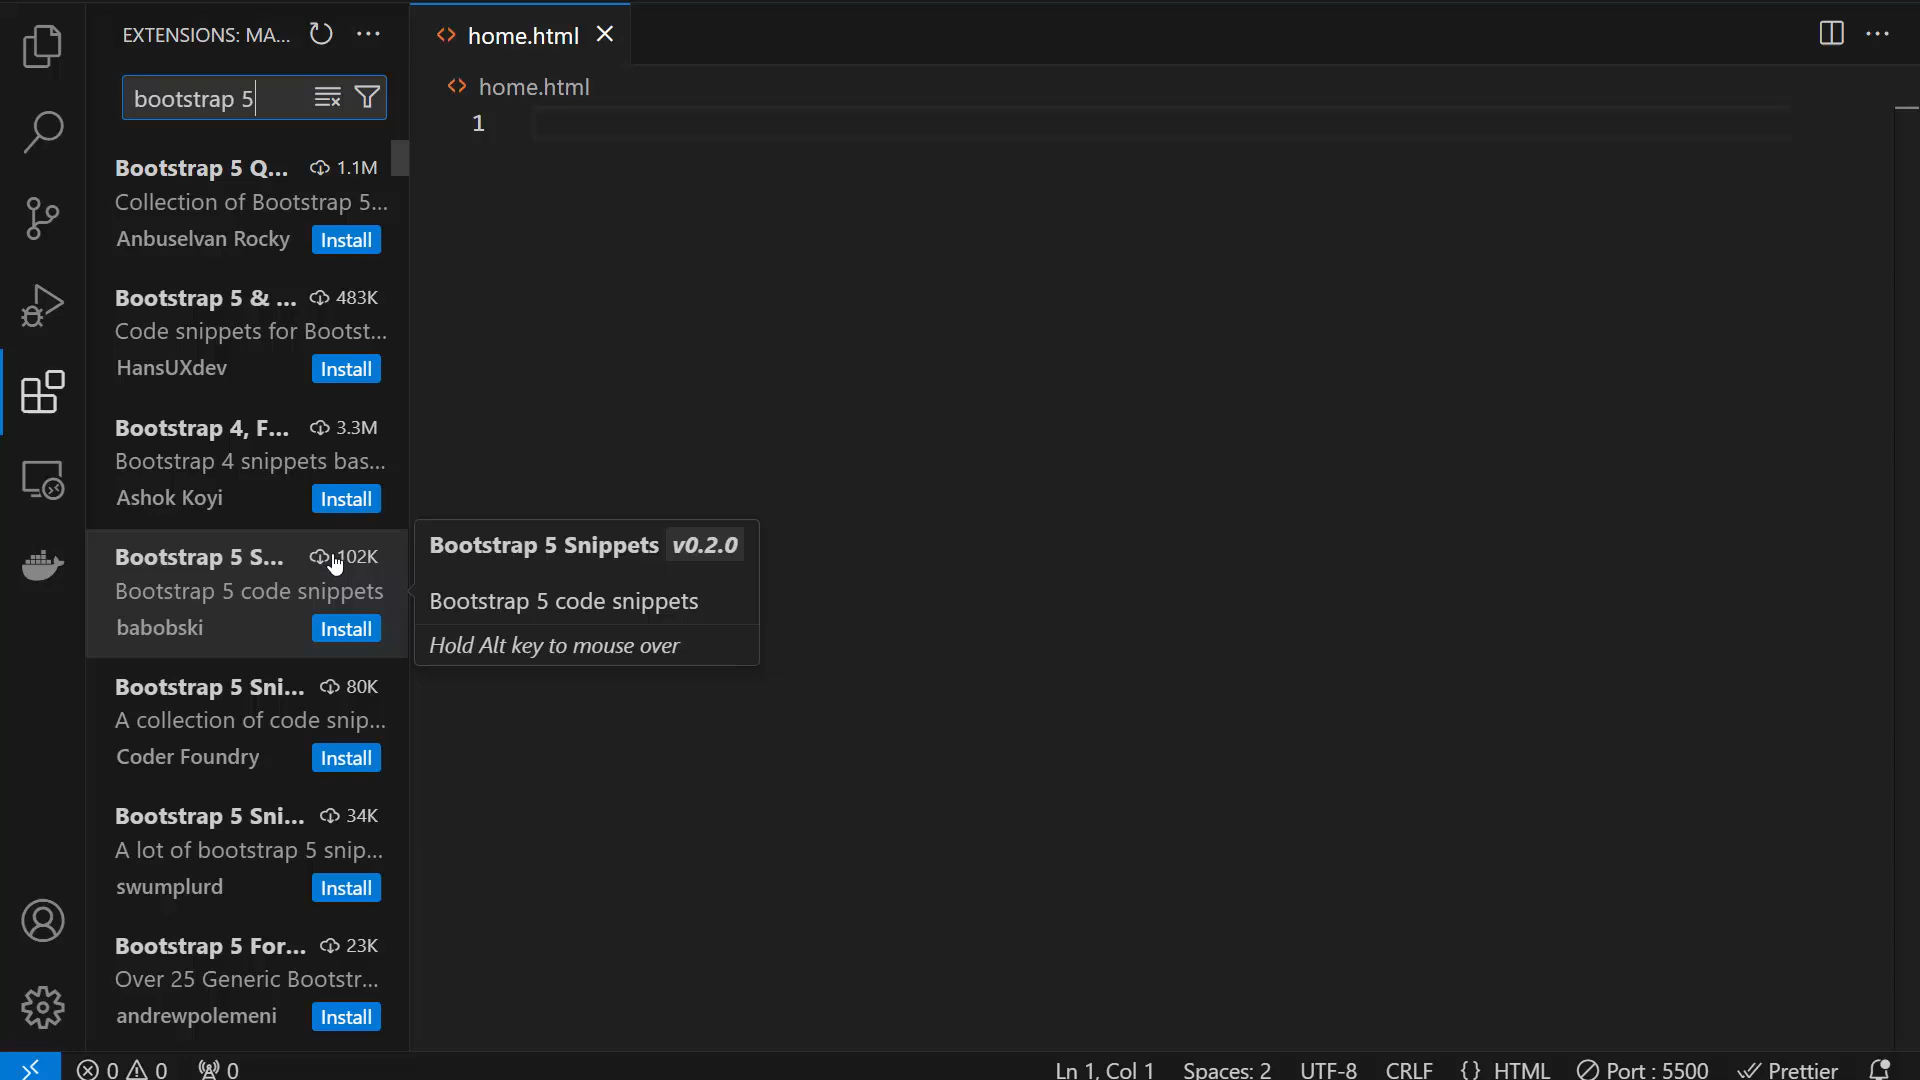 EXTENSIONS: MA...
bootstrap 5
Bootstrap 5 Q... 1.1M
Collection of Bootstrap 5...
Anbuselvan Rocky Install
Bootstrap 5 & ... 483K
Code snippets for Bootst...
HansUXdev Install
Bootstrap 4, F... 3.3M
Bootstrap 4 snippets bas...
Ashok Koyi Install
Bootstrap 5 S... 102K
Bootstrap 5 code snippets
babobski Install
Bootstrap 5 Sni... 80K
A collection of code snip...
Coder Foundry Install
Bootstrap 5 Sni... 34K
A lot of bootstrap 5 snip...
swumplurd Install
Bootstrap 5 For... 23K
Over 25 Generic Bootstr...
andrewpolemeni Install
home.html
home.html
1
Bootstrap 5 Snippets v0.2.0
Bootstrap 5 code snippets
Hold Alt key to mouse over
0 0 0 Ln 1, Col 1 Spaces: 2 UTF-8 CRLF {} HTML Port : 5500 Prettier